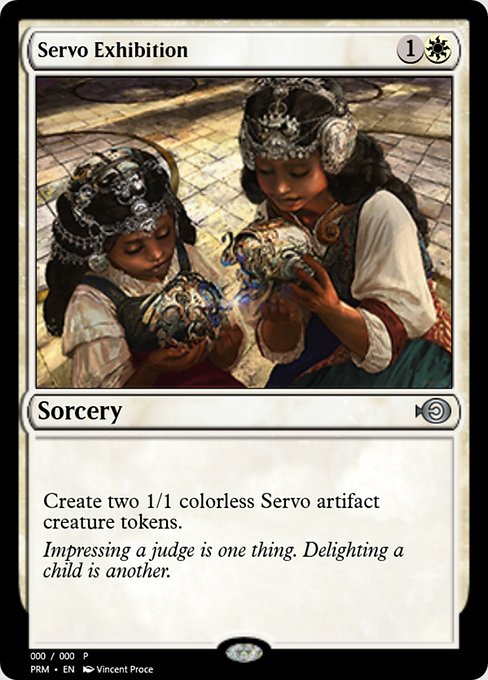 Servo Exhibition 1
Sorcery
Create two 1/1 colorless Servo artifact
creature tokens.
Impressing a judge is one thing. Delighting a
child is another.
000 / 000 P
PRM • EN Vincent Proce